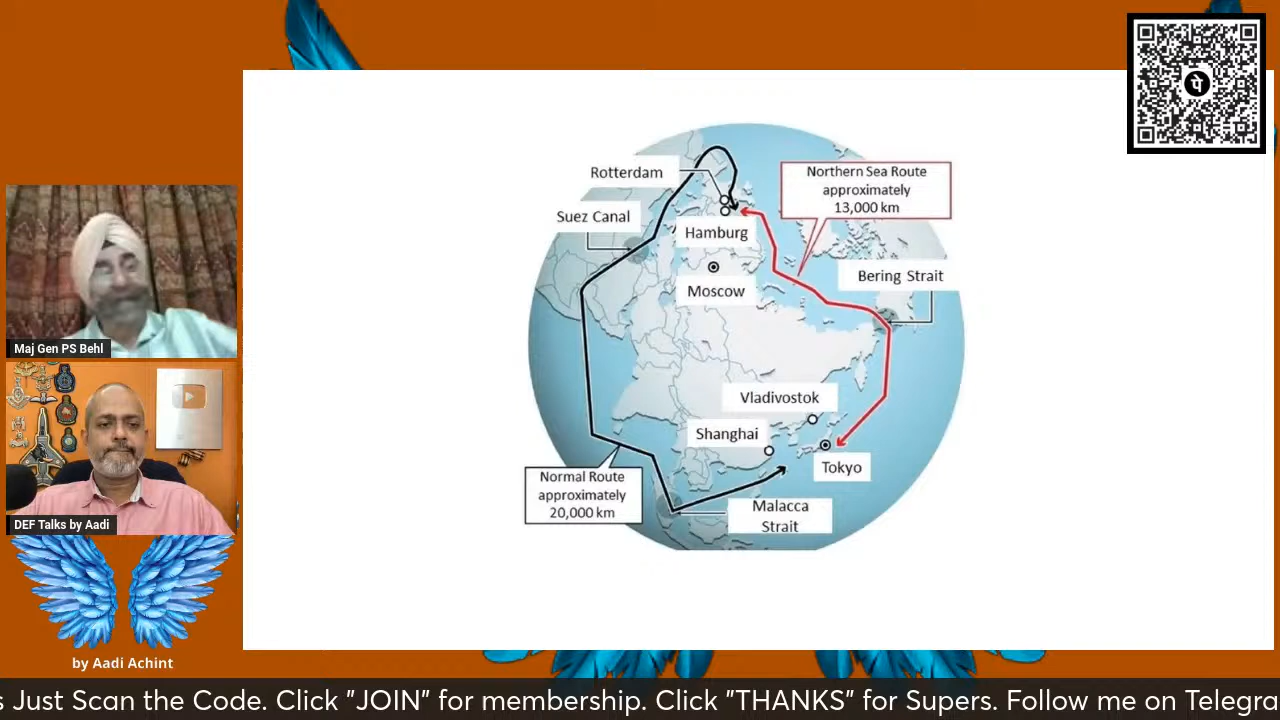 पे
Rotterdam
Northern Sea Route
approximately
13,000 km
Suez Canal
Hamburg
Bering Strait
Moscow
Vladivostok
Shanghai
Tokyo
Normal Route
approximately
20,000 km
Malacca
Strait
Maj Gen PS Behl
DEF Talks by Aadi
by Aadi Achint
s Just Scan the Code. Click "JOIN" for membership. Click "THANKS" for Supers. Follow me on Telegra